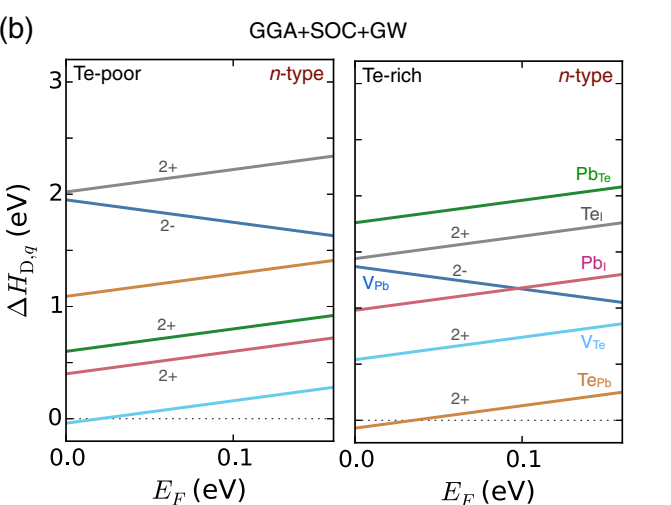 (b)
GGA+SOC+GW
Te-poor
n-type
Te-rich
n-type
3
2
1
0
ΔH_D,q (eV)
2+
2-
2+
2+
Pb_Te
Te_I
2+
Pb_I
2-
V_Pb
2+
V_Te
Te_Pb
2+
0.0
0.1
0.0
0.1
E_F (eV)
E_F (eV)